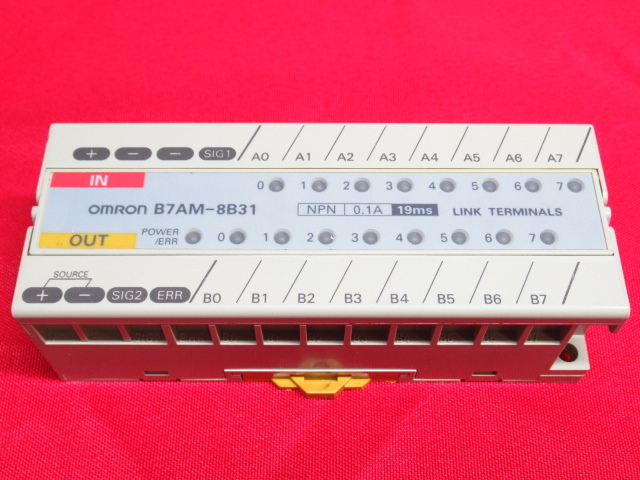 + − − SIG1 A0 A1 A2 A3 A4 A5 A6 A7
IN 0 1 2 3 4 5 6 7
OMRON B7AM-8B31 NPN 0.1A 19ms LINK TERMINALS
OUT POWER /ERR 0 1 2 3 4 5 6 7
SOURCE
+ − SIG2 ERR B0 B1 B2 B3 B4 B5 B6 B7